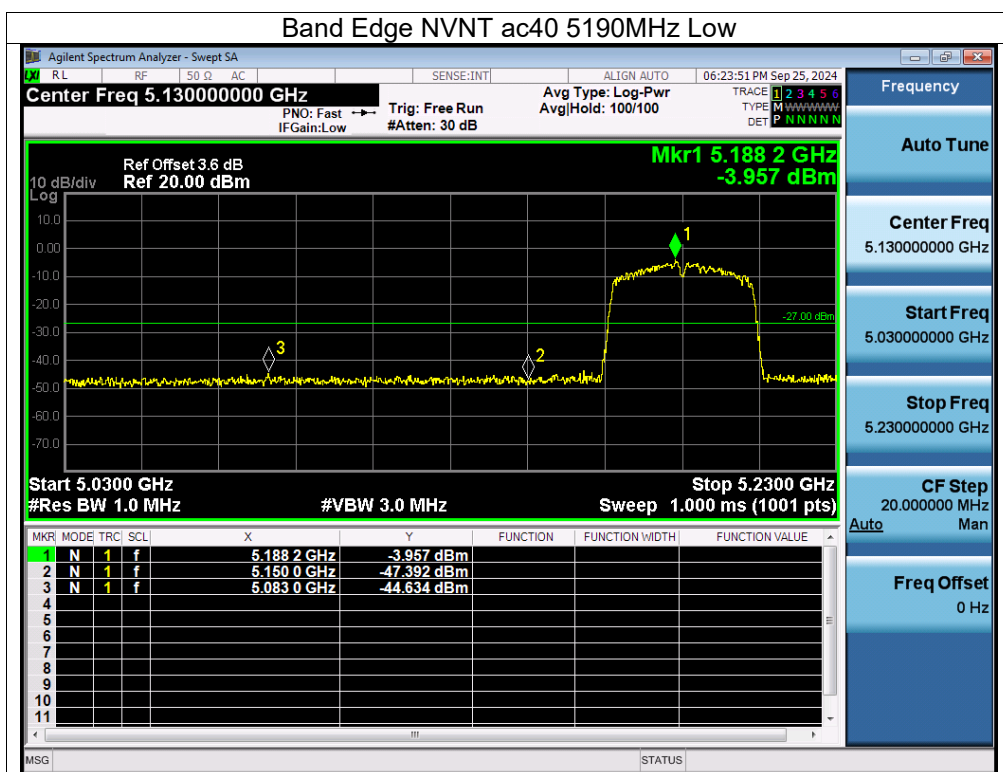 Band Edge NVNT ac40 5190MHz Low
Agilent Spectrum Analyzer - Swept SA
LXI RL RF 50 Ω AC SENSE:INT ALIGN AUTO 06:23:51 PM Sep 25, 2024
Center Freq 5.130000000 GHz
PNO: Fast
IFGain:Low
Trig: Free Run
#Atten: 30 dB
Avg Type: Log-Pwr
Avg|Hold: 100/100
TRACE 1 2 3 4 5 6
TYPE M WWWWW
DET P N N N N N
Mkr1 5.188 2 GHz
-3.957 dBm
Ref Offset 3.6 dB
10 dB/div Ref 20.00 dBm
Log
10.0
0.00
-10.0
-20.0
-30.0
-40.0
-50.0
-60.0
-70.0
1
-27.00 dBm
3
2
Start 5.0300 GHz Stop 5.2300 GHz
#Res BW 1.0 MHz #VBW 3.0 MHz Sweep 1.000 ms (1001 pts)
MKR MODE TRC SCL X Y FUNCTION FUNCTION WIDTH FUNCTION VALUE
1 N 1 f 5.188 2 GHz -3.957 dBm
2 N 1 f 5.150 0 GHz -47.392 dBm
3 N 1 f 5.083 0 GHz -44.634 dBm
4
5
6
7
8
9
10
11
MSG STATUS
Frequency
Auto Tune
Center Freq
5.130000000 GHz
Start Freq
5.030000000 GHz
Stop Freq
5.230000000 GHz
CF Step
20.000000 MHz
Auto Man
Freq Offset
0 Hz